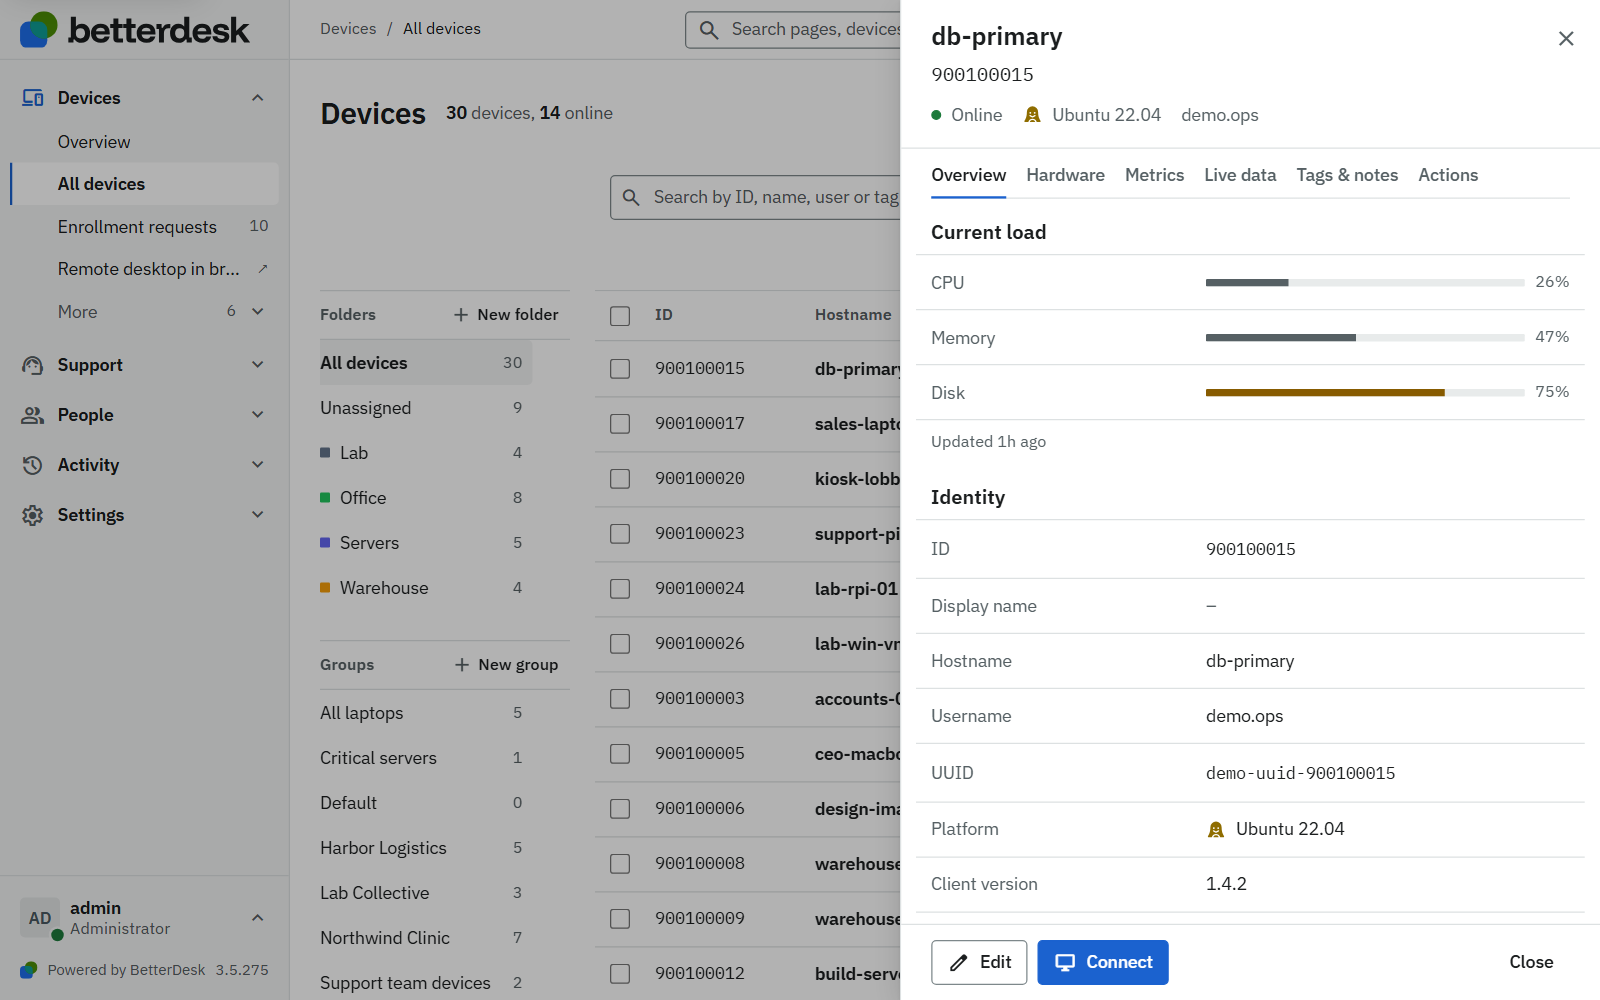 betterdesk
Devices
Overview
All devices
Enrollment requests 10
Remote desktop in br... ↗
More 6
Support
People
Activity
Settings
AD
admin
Administrator
Powered by BetterDesk 3.5.275
Devices / All devices
Search pages, devices
Devices 30 devices, 14 online
Search by ID, name, user or tag
Folders + New folder
All devices 30
Unassigned 9
Lab 4
Office 8
Servers 5
Warehouse 4
Groups + New group
All laptops 5
Critical servers 1
Default 0
Harbor Logistics 5
Lab Collective 3
Northwind Clinic 7
Support team devices 2
ID Hostname
900100015 db-primary
900100017 sales-lapto
900100020 kiosk-lobb
900100023 support-pi
900100024 lab-rpi-01
900100026 lab-win-vm
900100003 accounts-0
900100005 ceo-macbo
900100006 design-ima
900100008 warehouse
900100009 warehouse
900100012 build-serve
db-primary
900100015
Online Ubuntu 22.04 demo.ops
Overview Hardware Metrics Live data Tags & notes Actions
Current load
CPU 26%
Memory 47%
Disk 75%
Updated 1h ago
Identity
ID 900100015
Display name –
Hostname db-primary
Username demo.ops
UUID demo-uuid-900100015
Platform Ubuntu 22.04
Client version 1.4.2
Edit Connect Close